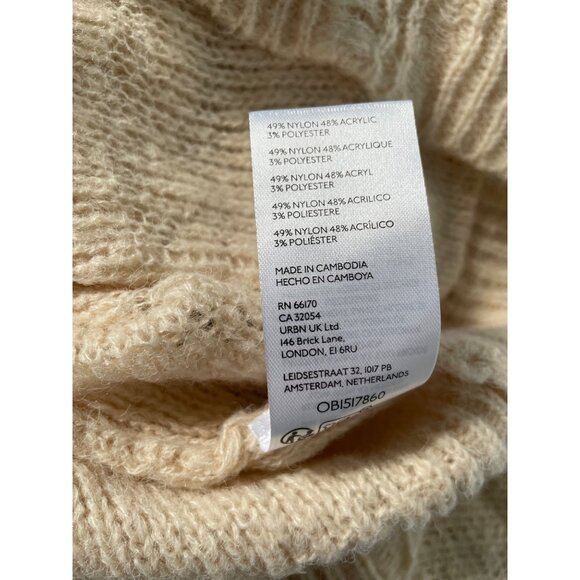 49% NYLON 48% ACRYLIC
3% POLYESTER
49% NYLON 48% ACRYLIQUE
3% POLYESTER
49% NYLON 48% ACRYL
3% POLYESTER
49% NYLON 48% ACRILICO
3% POLIESTERE
49% NYLON 48% ACRÍLICO
3% POLIÉSTER
MADE IN CAMBODIA
HECHO EN CAMBOYA
RN 66170
CA 32054
URBN UK Ltd.
146 Brick Lane,
LONDON, E1 6RU
LEIDSESTRAAT 32, 1017 PB
AMSTERDAM, NETHERLANDS
OB1517860